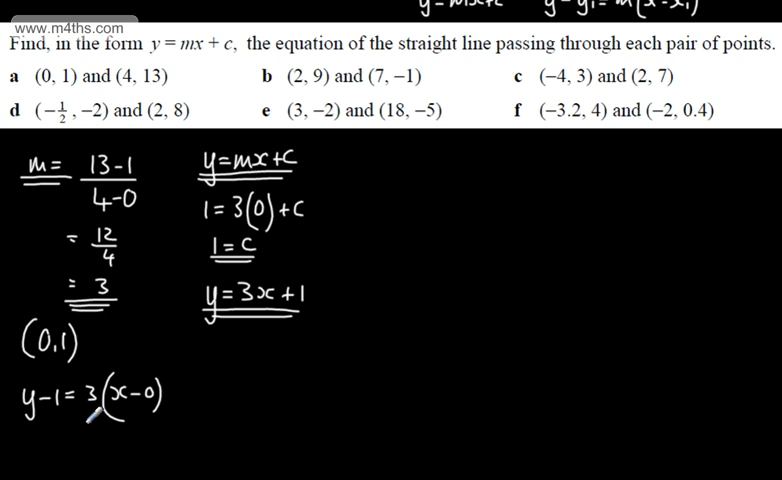 www.m4ths.com
y=mx+c    y-y₁=m(x-x₁)
Find, in the form y = mx + c, the equation of the straight line passing through each pair of points.
a (0, 1) and (4, 13)    b (2, 9) and (7, −1)    c (−4, 3) and (2, 7)
d (−1/2, −2) and (2, 8)    e (3, −2) and (18, −5)    f (−3.2, 4) and (−2, 0.4)
m = 13-1/4-0
= 12/4
= 3
(0,1)
y-1=3(x-0)
y=mx+c
1=3(0)+c
1=c
y=3x+1